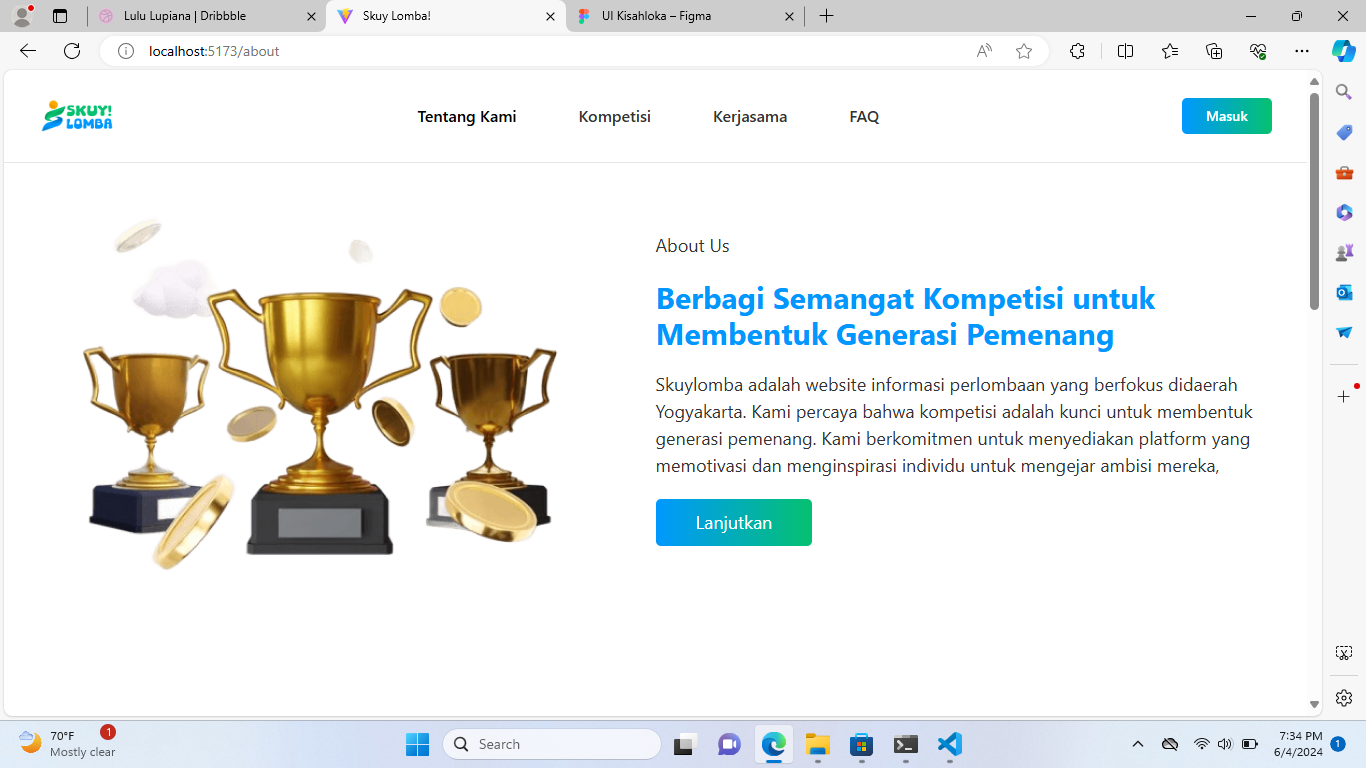 Lulu Lupiana | Dribbble
Skuy Lomba!
UI Kisahloka – Figma
localhost:5173/about
SKUY!
LOMBA
Tentang Kami
Kompetisi
Kerjasama
FAQ
Masuk
About Us
Berbagi Semangat Kompetisi untuk
Membentuk Generasi Pemenang
Skuylomba adalah website informasi perlombaan yang berfokus didaerah
Yogyakarta. Kami percaya bahwa kompetisi adalah kunci untuk membentuk
generasi pemenang. Kami berkomitmen untuk menyediakan platform yang
memotivasi dan menginspirasi individu untuk mengejar ambisi mereka,
Lanjutkan
1
70°F
Mostly clear
Search
7:34 PM
6/4/2024
1